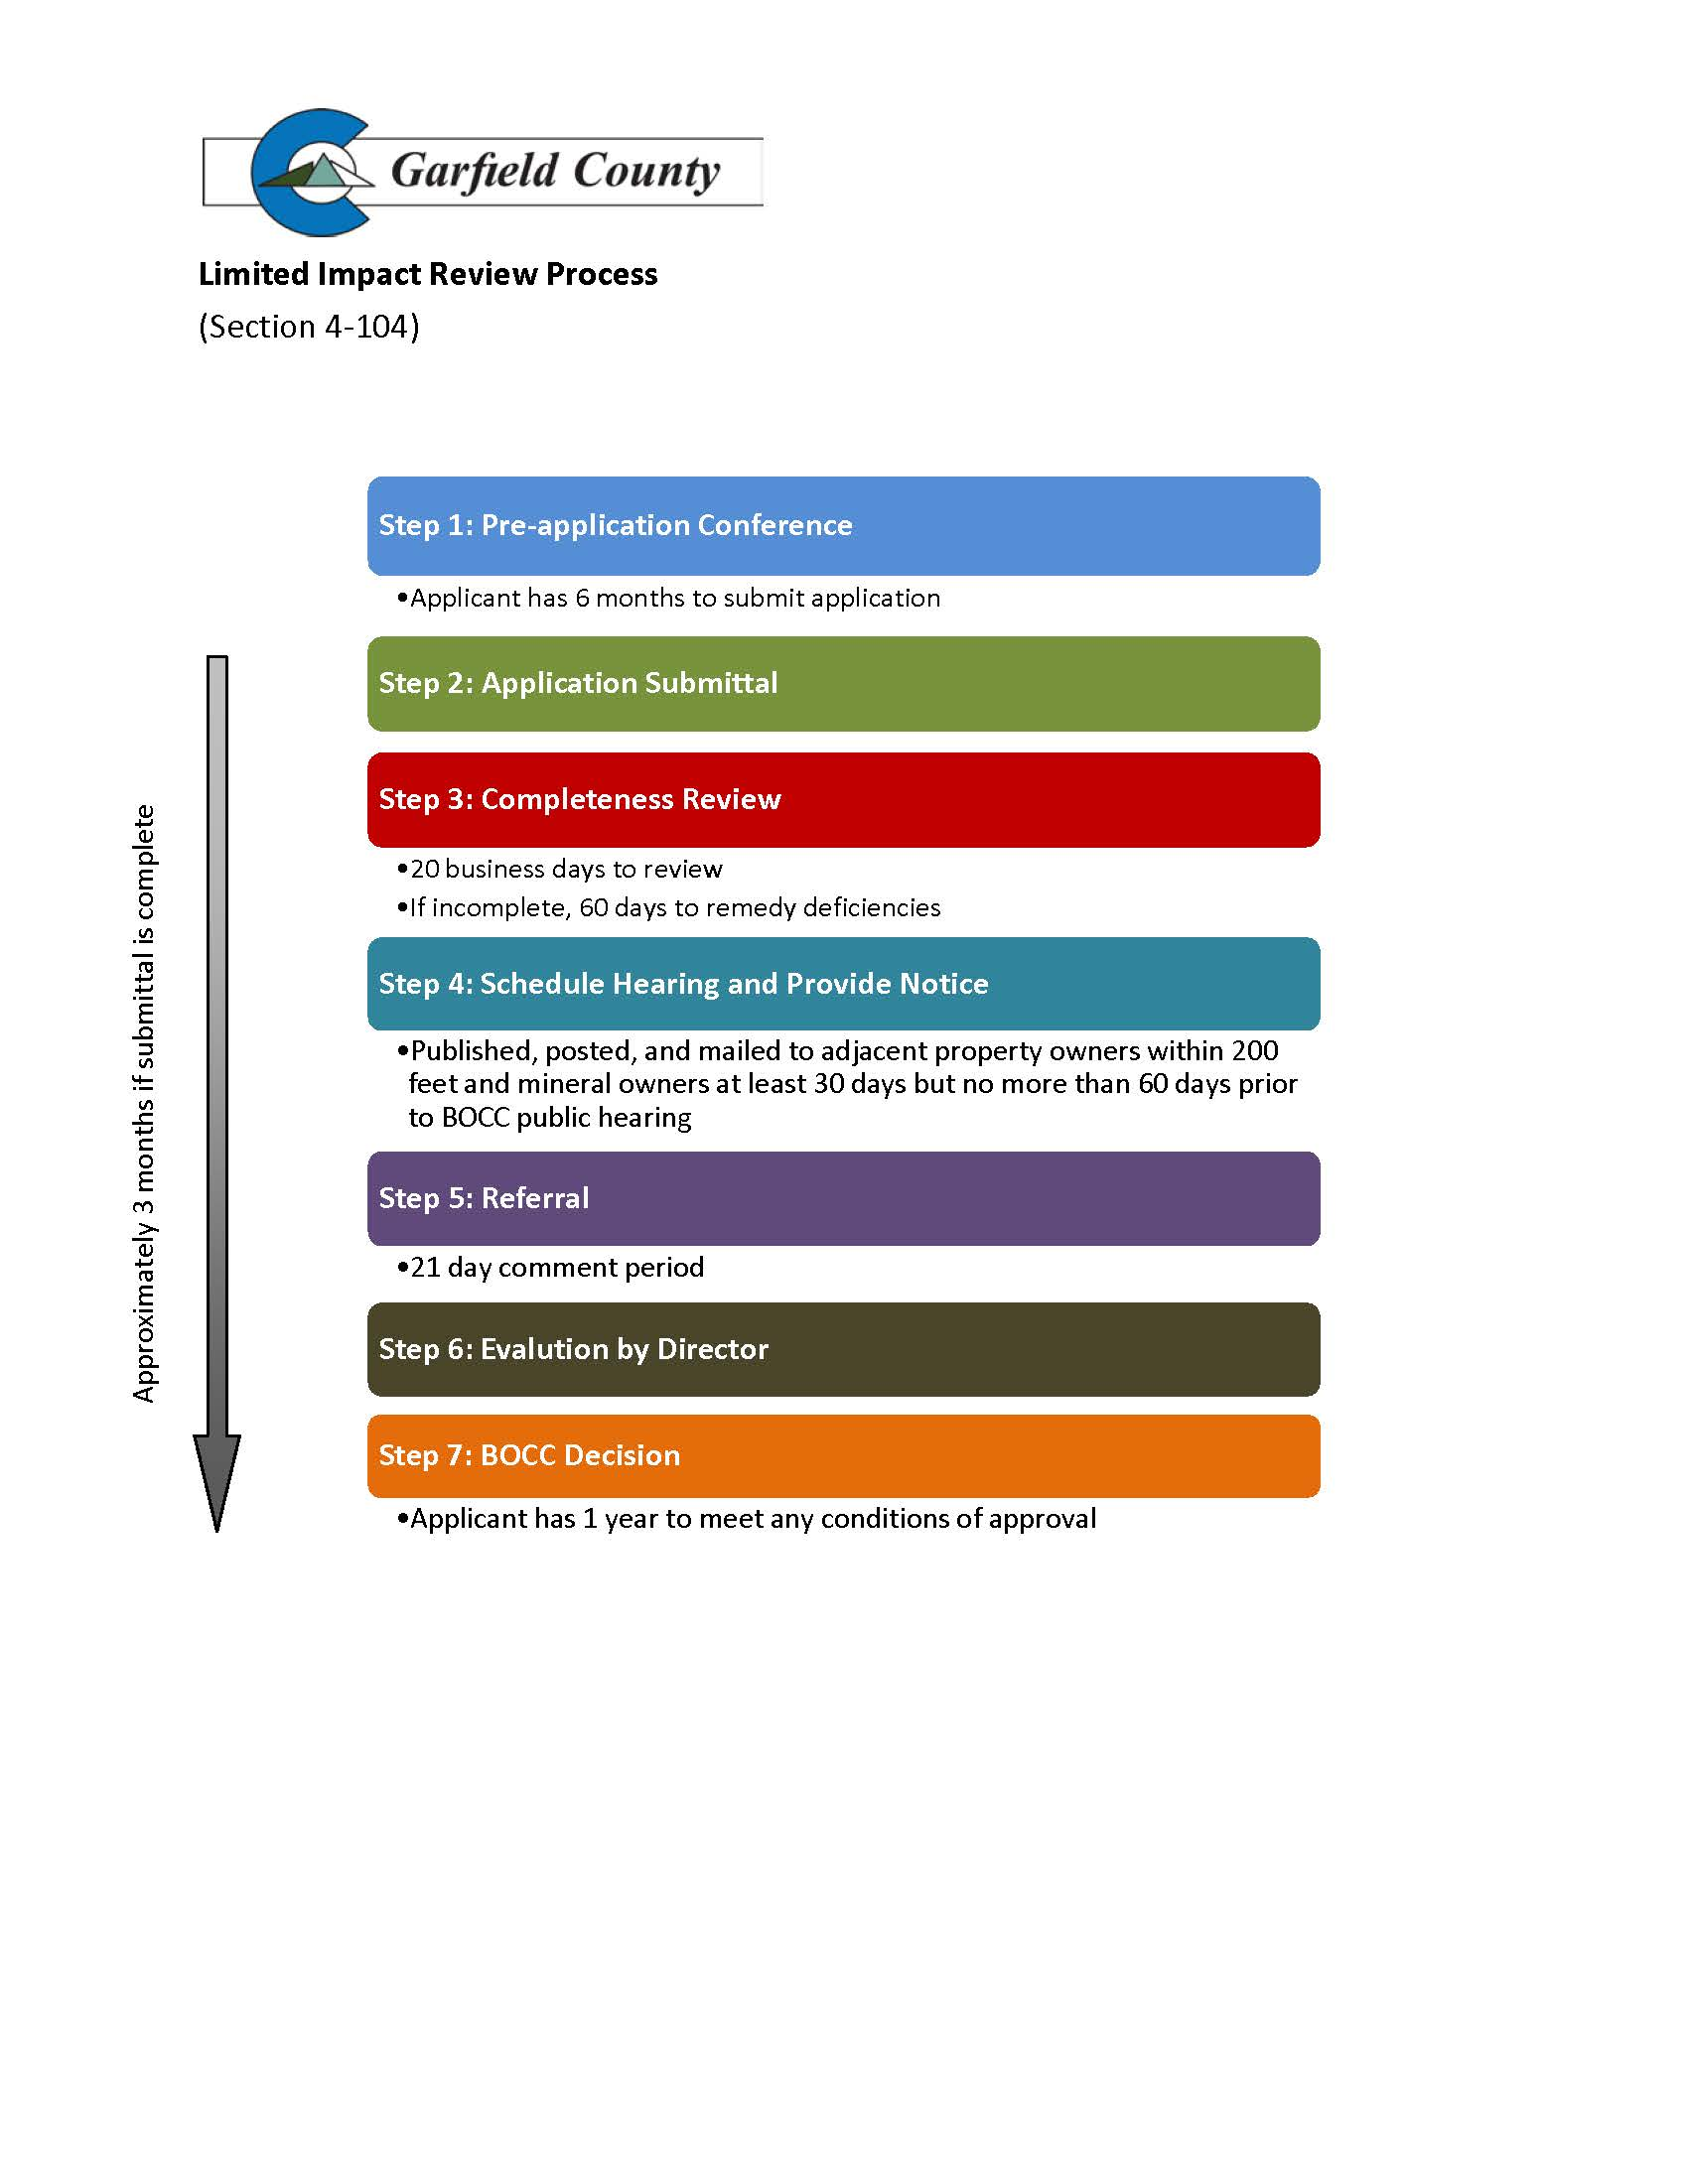 Garfield County
Limited Impact Review Process
(Section 4-104)
Step 1: Pre-application Conference
•Applicant has 6 months to submit application
Step 2: Application Submittal
Step 3: Completeness Review
•20 business days to review
•If incomplete, 60 days to remedy deficiencies
Step 4: Schedule Hearing and Provide Notice
•Published, posted, and mailed to adjacent property owners within 200
feet and mineral owners at least 30 days but no more than 60 days prior
to BOCC public hearing
Step 5: Referral
•21 day comment period
Step 6: Evalution by Director
Step 7: BOCC Decision
•Applicant has 1 year to meet any conditions of approval
Approximately 3 months if submittal is complete